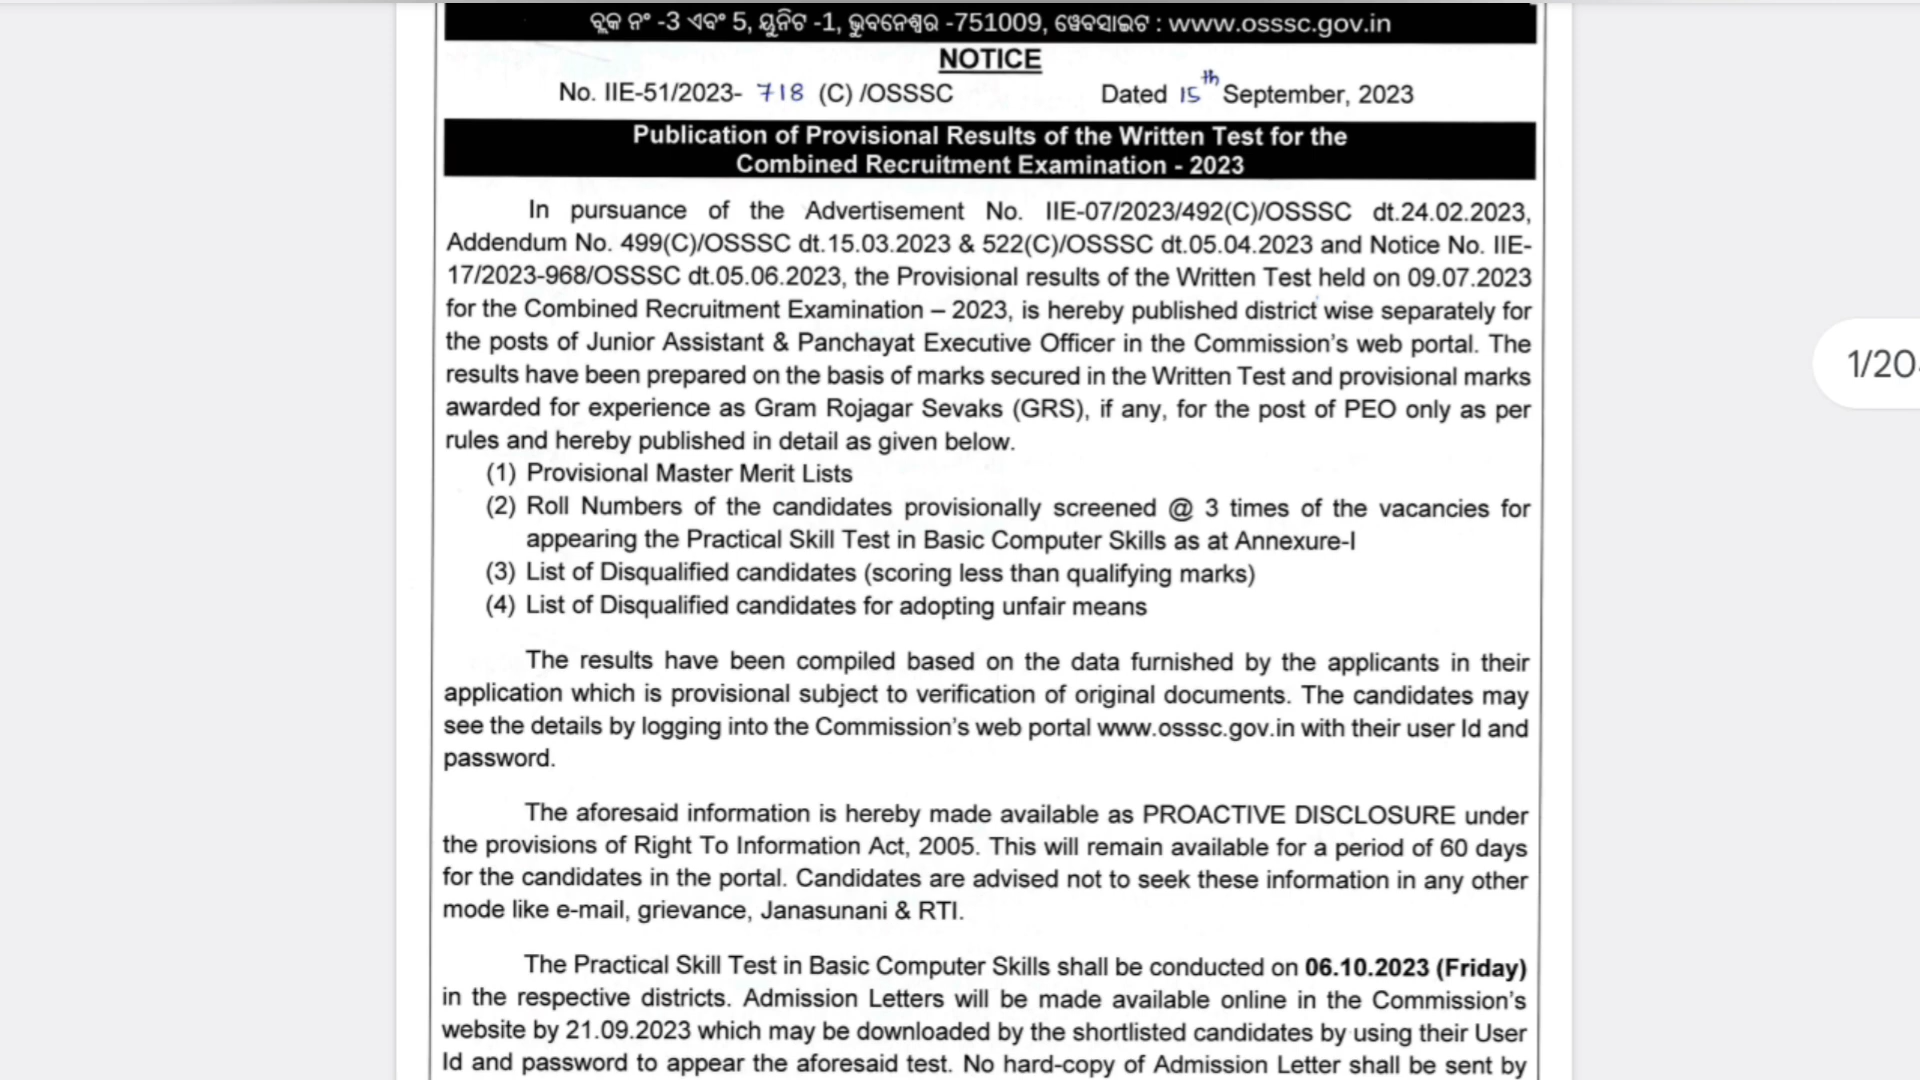 ବ୍ଲକ ନଂ -3 ଏବଂ 5, ୟୁନିଟ -1, ଭୁବନେଶ୍ୱର -751009, ୱେବସାଇଟ : www.osssc.gov.in
NOTICE
No. IIE-51/2023- 718 (C) /OSSSC Dated 15th September, 2023
Publication of Provisional Results of the Written Test for the
Combined Recruitment Examination - 2023
In pursuance of the Advertisement No. IIE-07/2023/492(C)/OSSSC dt.24.02.2023,
Addendum No. 499(C)/OSSSC dt.15.03.2023 & 522(C)/OSSSC dt.05.04.2023 and Notice No. IIE-
17/2023-968/OSSSC dt.05.06.2023, the Provisional results of the Written Test held on 09.07.2023
for the Combined Recruitment Examination – 2023, is hereby published district wise separately for
the posts of Junior Assistant & Panchayat Executive Officer in the Commission's web portal. The
results have been prepared on the basis of marks secured in the Written Test and provisional marks
awarded for experience as Gram Rojagar Sevaks (GRS), if any, for the post of PEO only as per
rules and hereby published in detail as given below.
(1) Provisional Master Merit Lists
(2) Roll Numbers of the candidates provisionally screened @ 3 times of the vacancies for
appearing the Practical Skill Test in Basic Computer Skills as at Annexure-I
(3) List of Disqualified candidates (scoring less than qualifying marks)
(4) List of Disqualified candidates for adopting unfair means
The results have been compiled based on the data furnished by the applicants in their
application which is provisional subject to verification of original documents. The candidates may
see the details by logging into the Commission's web portal www.osssc.gov.in with their user Id and
password.
The aforesaid information is hereby made available as PROACTIVE DISCLOSURE under
the provisions of Right To Information Act, 2005. This will remain available for a period of 60 days
for the candidates in the portal. Candidates are advised not to seek these information in any other
mode like e-mail, grievance, Janasunani & RTI.
The Practical Skill Test in Basic Computer Skills shall be conducted on 06.10.2023 (Friday)
in the respective districts. Admission Letters will be made available online in the Commission's
website by 21.09.2023 which may be downloaded by the shortlisted candidates by using their User
Id and password to appear the aforesaid test. No hard-copy of Admission Letter shall be sent by